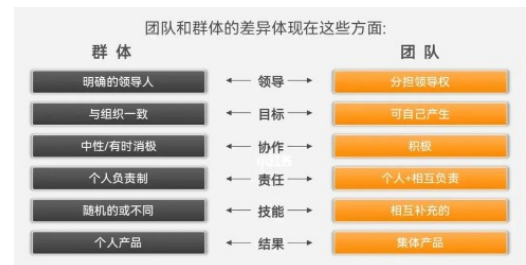 团队和群体的差异体现在这些方面:
群体 团队
明确的领导人 ← 领导 → 分担领导权
与组织一致 ← 目标 → 可自己产生
中性/有时消极 ← 协作 → 积极
个人负责制 ← 责任 → 个人+相互负责
随机的或不同 ← 技能 → 相互补充的
个人产品 ← 结果 → 集体产品